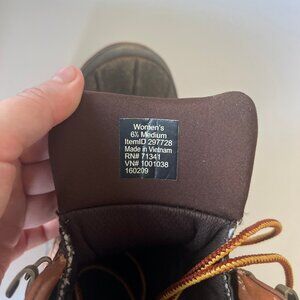 Women's
6½ Medium
ItemID 297728
Made in Vietnam
RN# 71341
VN# 1001038
160209